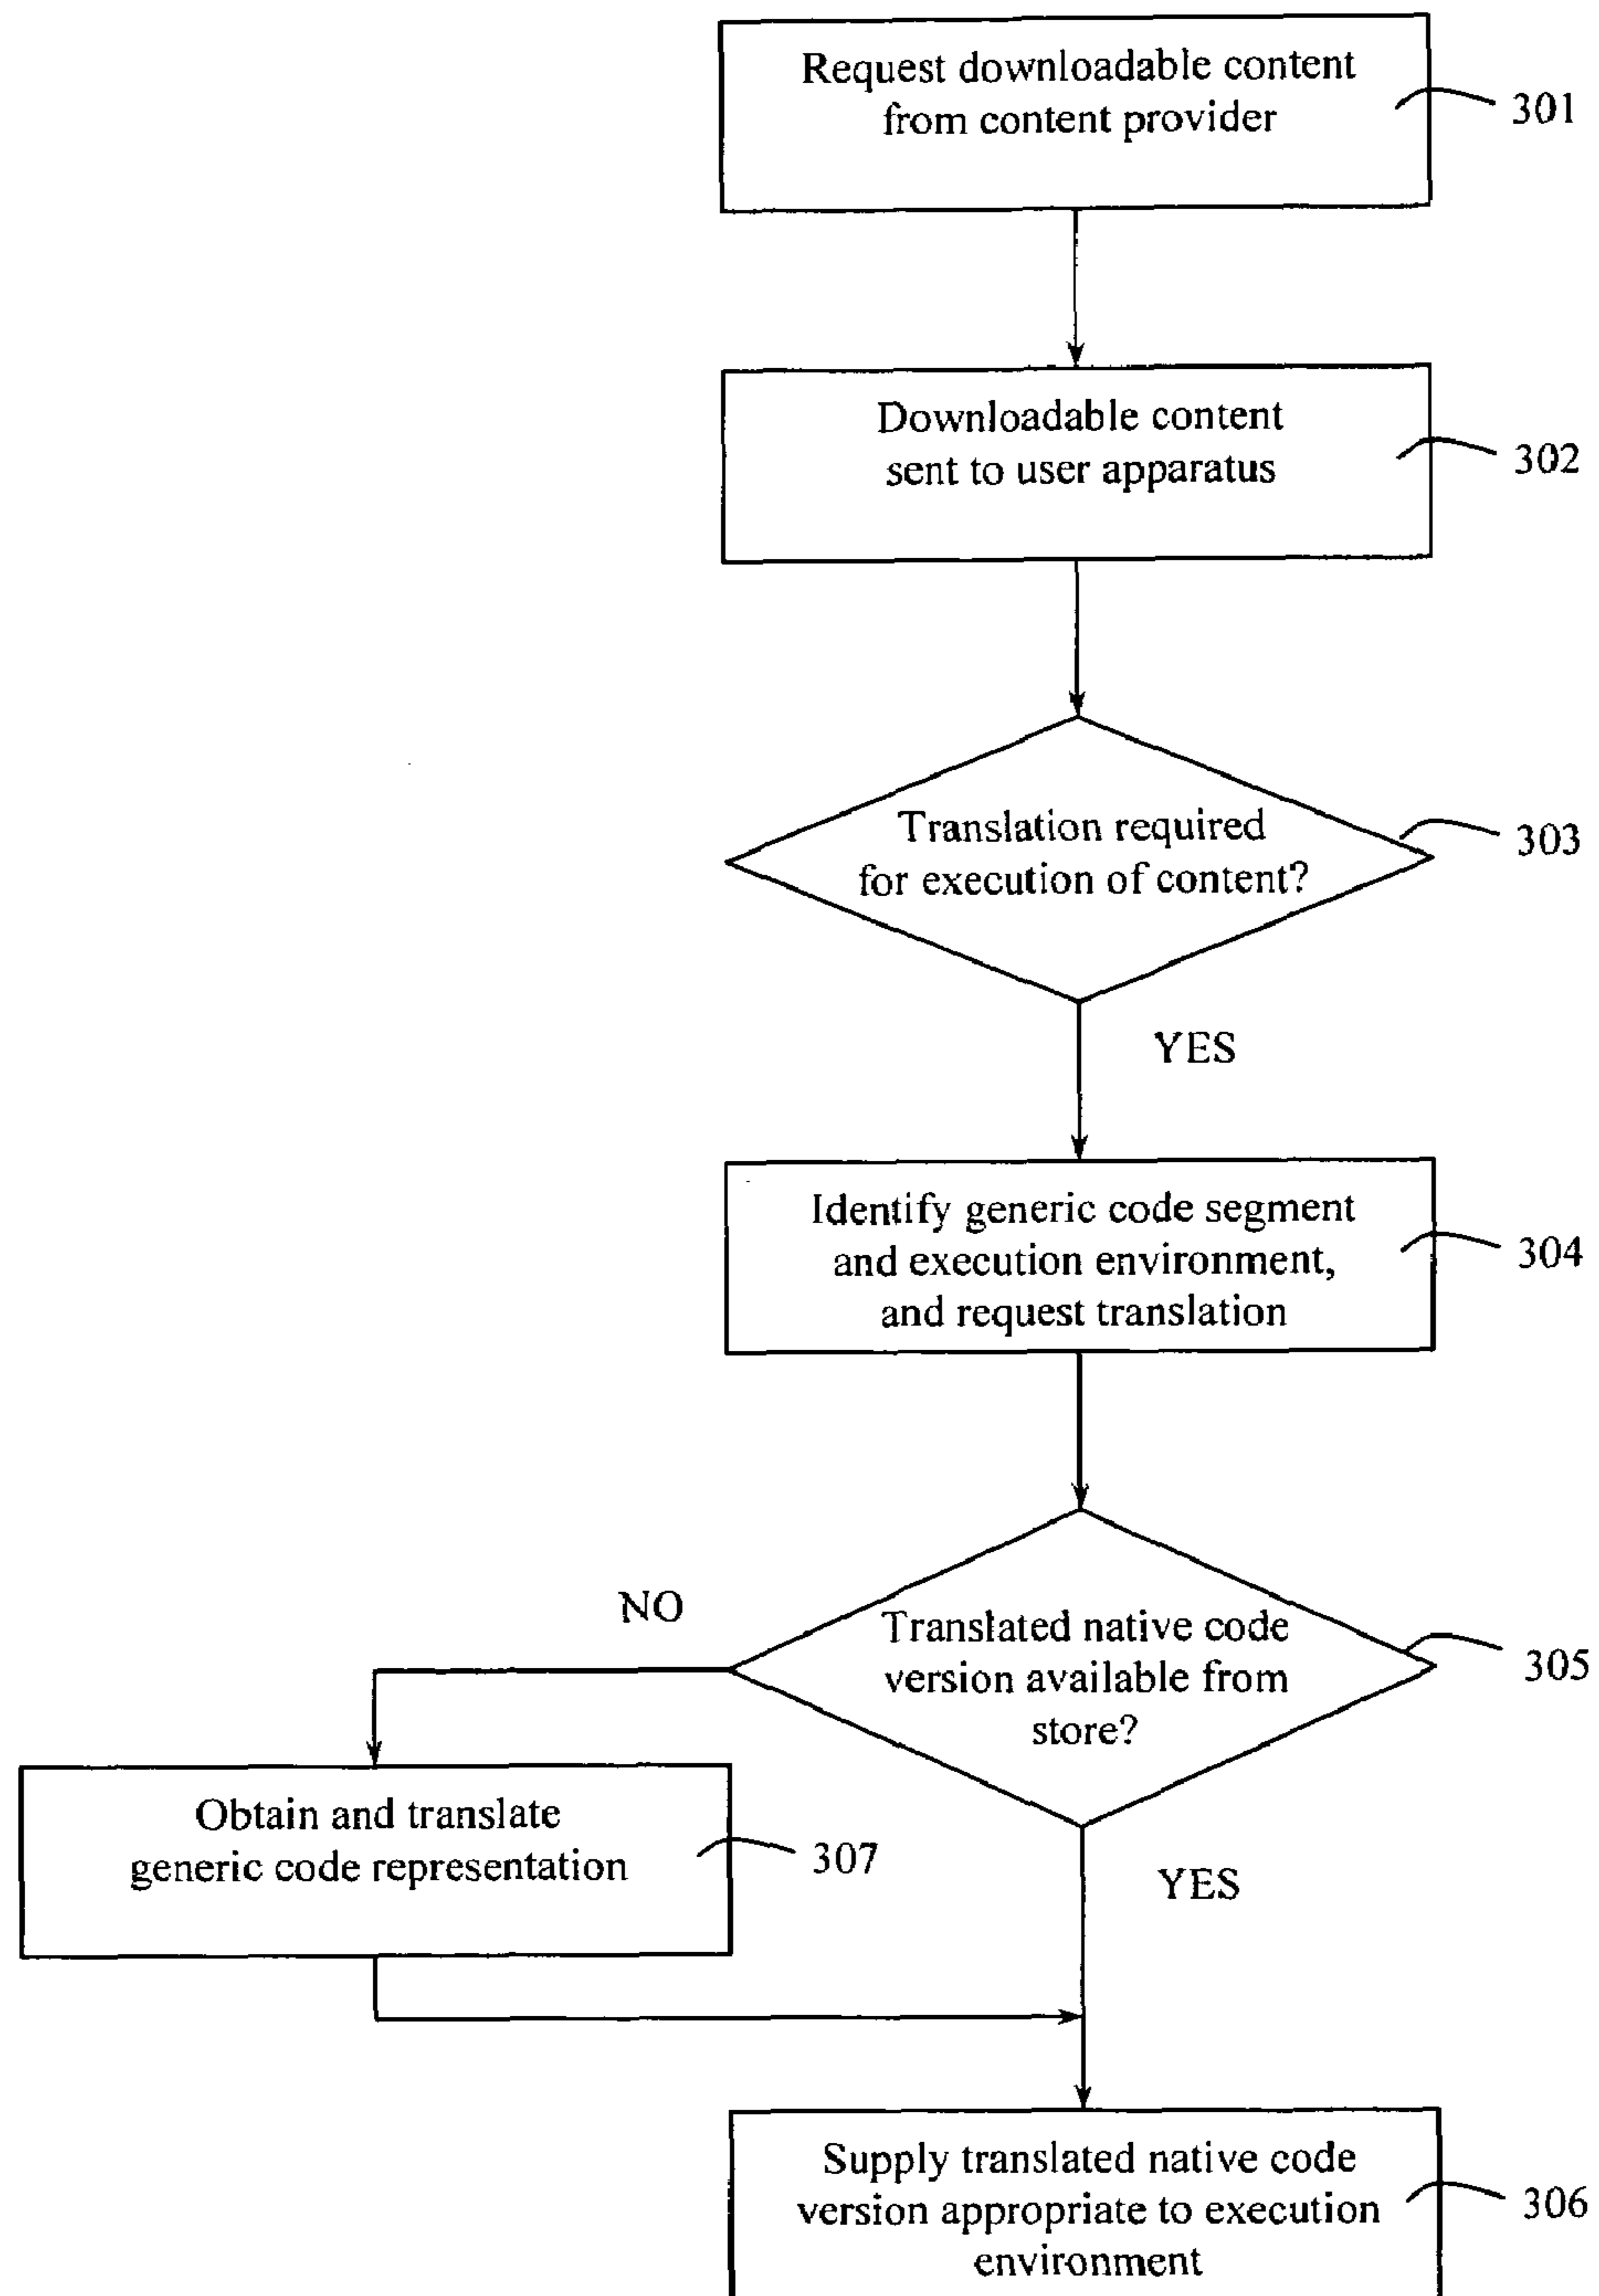 Request downloadable content
from content provider
301
Downloadable content
sent to user apparatus
302
Translation required
for execution of content?
303
YES
Identify generic code segment
and execution environment,
and request translation
304
NO
Translated native code
version available from
store?
305
Obtain and translate
generic code representation
307
YES
Supply translated native code
version appropriate to execution
environment
306